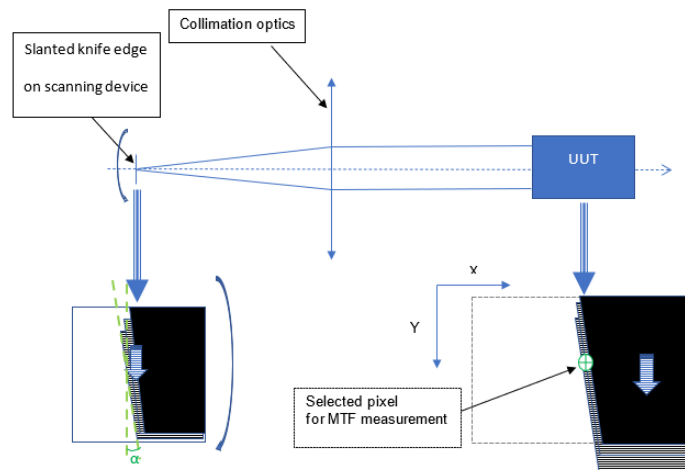 Collimation optics
Slanted knife edge
on scanning device
UUT
X
Y
Selected pixel
for MTF measurement
α